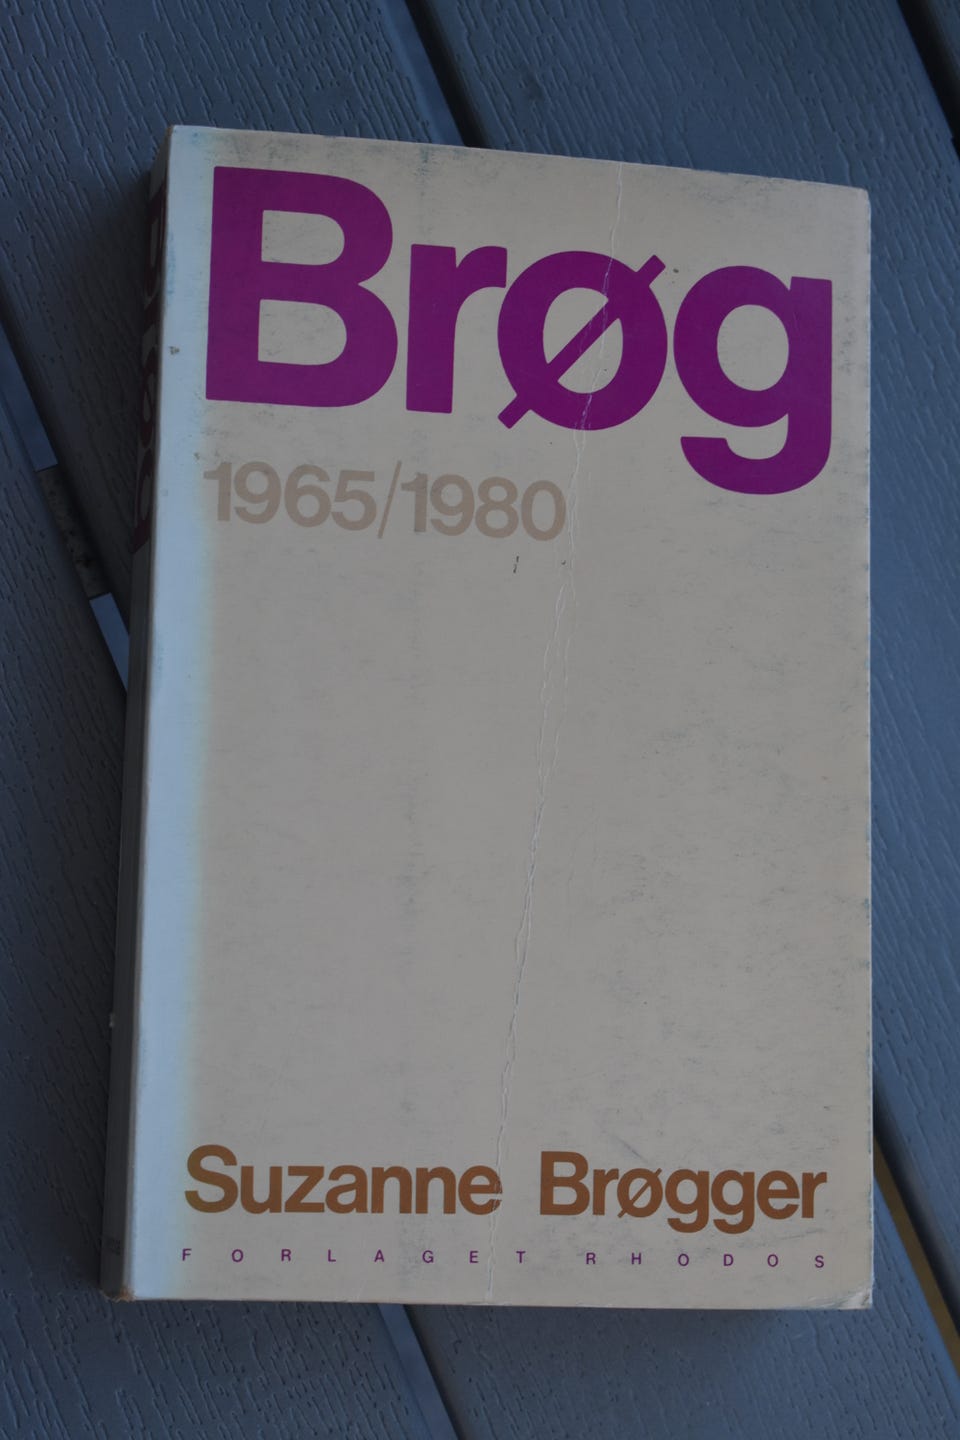 Brøg
1965/1980
Suzanne Brøgger
FORLAGET RHODOS